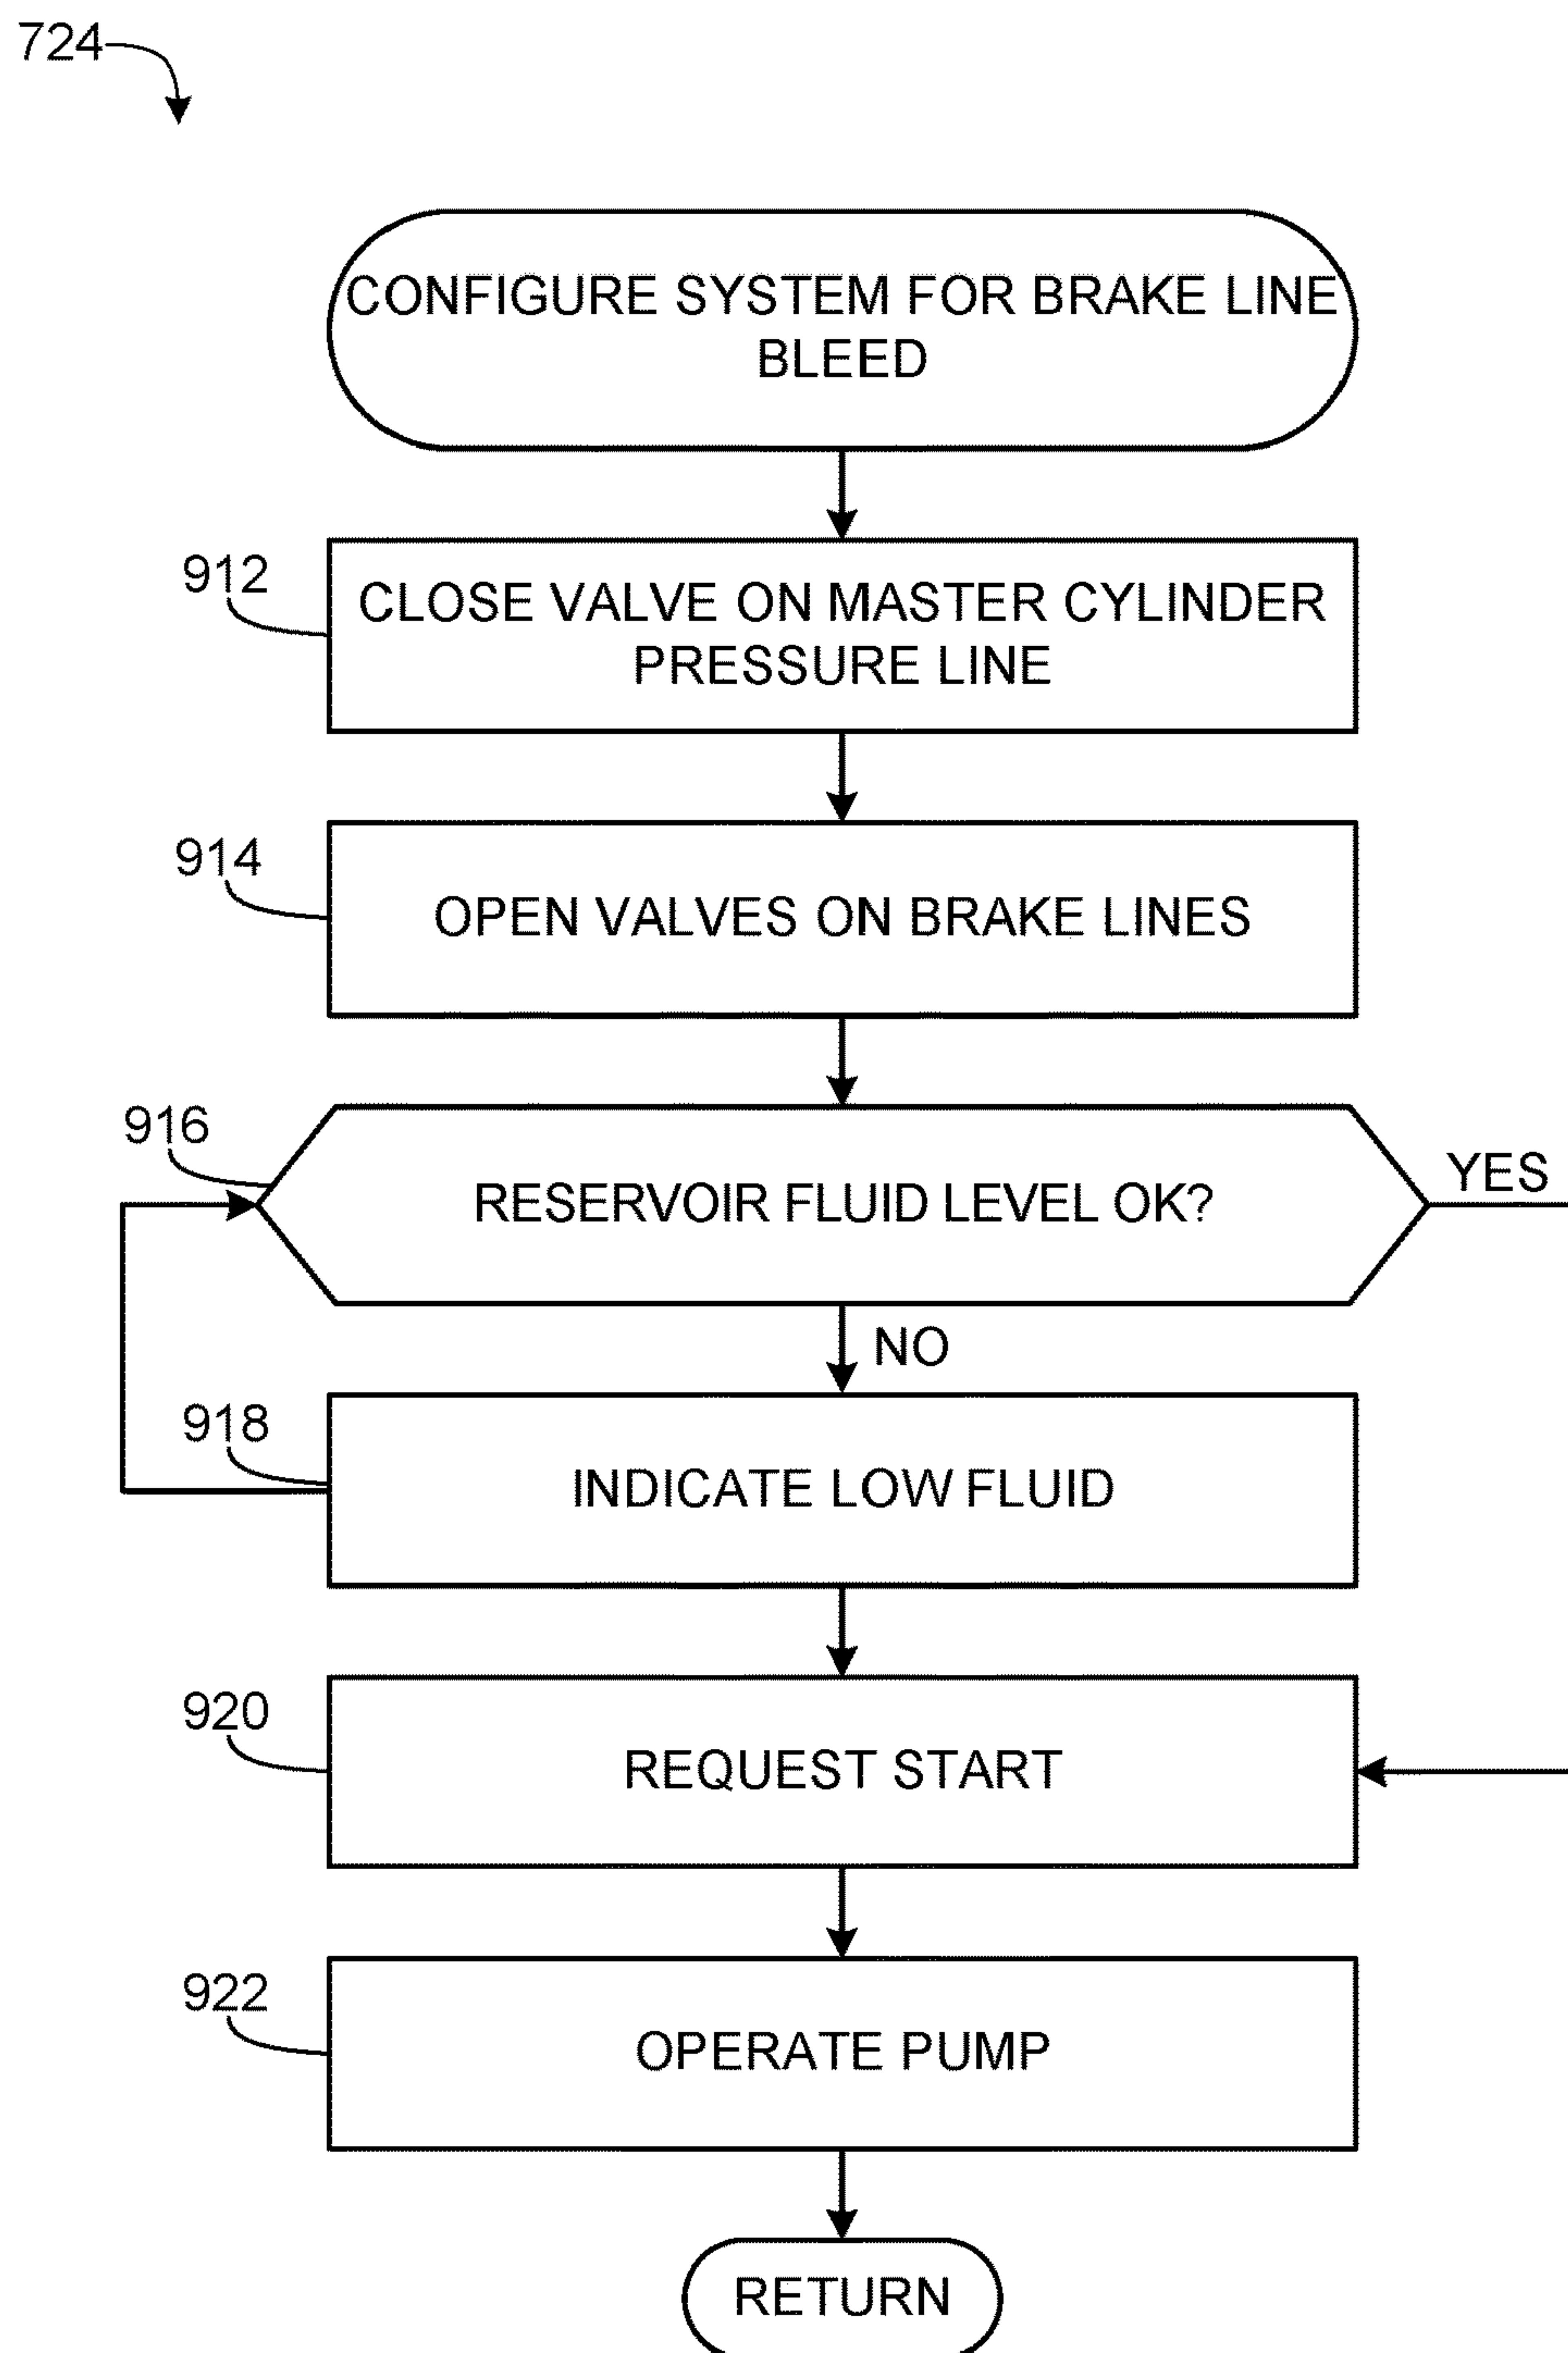 724
CONFIGURE SYSTEM FOR BRAKE LINE
BLEED
912
CLOSE VALVE ON MASTER CYLINDER
PRESSURE LINE
914
OPEN VALVES ON BRAKE LINES
916
RESERVOIR FLUID LEVEL OK?
YES
NO
918
INDICATE LOW FLUID
920
REQUEST START
922
OPERATE PUMP
RETURN